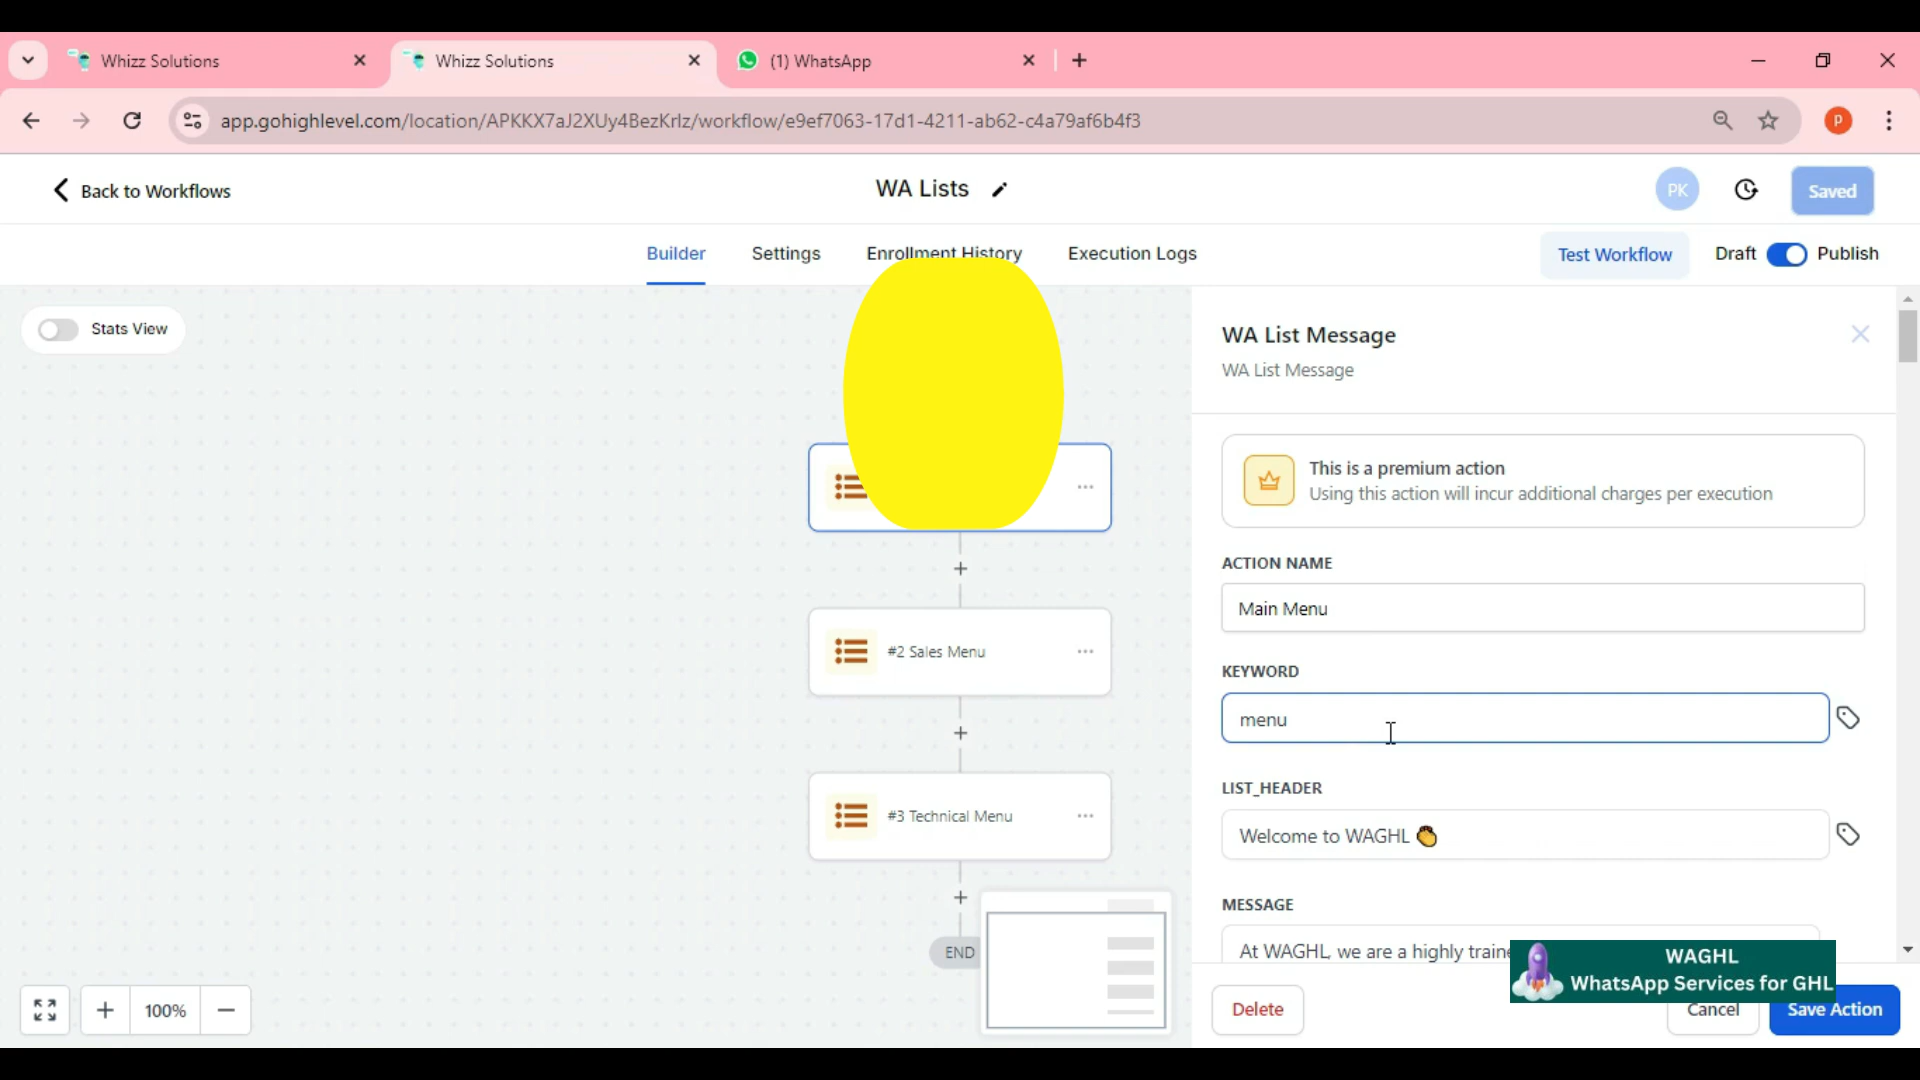 Whizz Solutions
Whizz Solutions
(1) WhatsApp
app.gohighlevel.com/location/APKKX7aJ2XUy4BezKrlz/workflow/e9ef7063-17d1-4211-ab62-c4a79af6b4f3
P
Back to Workflows
WA Lists
PK
Saved
Builder
Settings
Enrollment History
Execution Logs
Test Workflow
Draft
Publish
Stats View
#2 Sales Menu
#3 Technical Menu
END
100%
WA List Message
WA List Message
This is a premium action
Using this action will incur additional charges per execution
ACTION NAME
Main Menu
KEYWORD
menu
LIST_HEADER
Welcome to WAGHL 👏
MESSAGE
At WAGHL, we are a highly
WAGHL
WhatsApp Services for GHL
Delete
Cancel
Save Action